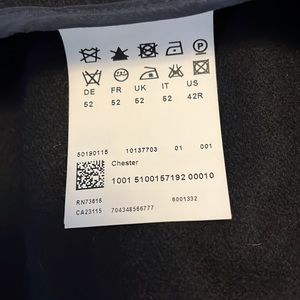 DE FR UK IT US
52 52 52 52 42R
50190115 10137703 01 001
Chester
1001 5100157192 00010
RN73616
CA23115 704348566777 6001332